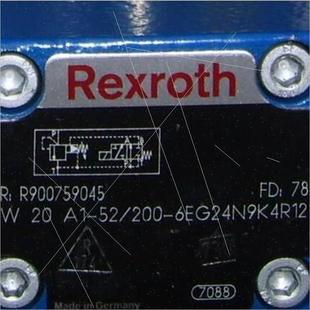 Rexroth
R: R900759045
FD: 78
W 20 A1-52/200-6EG24N9K4R12
R
Made in Germany
7088